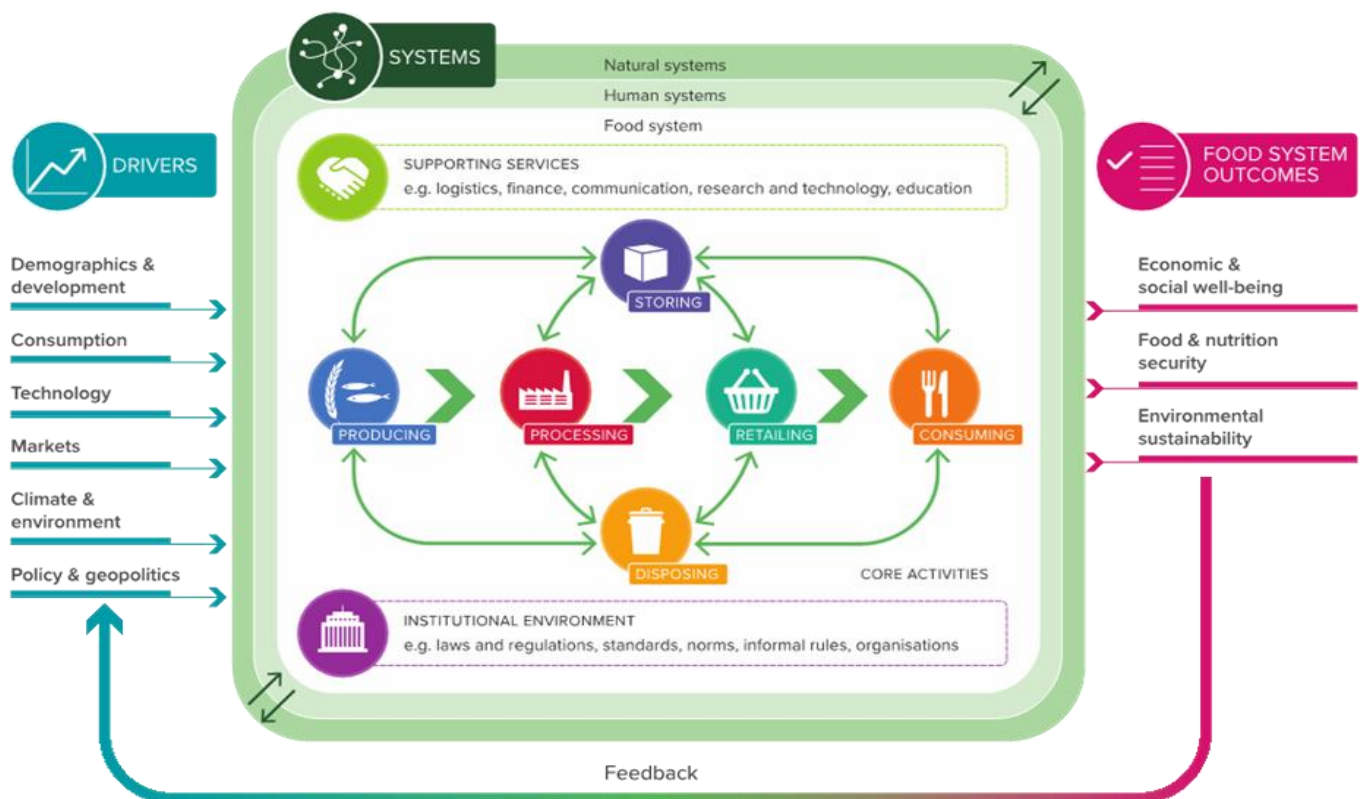 SYSTEMS
Natural systems
Human systems
Food system
DRIVERS
Demographics &
development
Consumption
Technology
Markets
Climate &
environment
Policy & geopolitics
SUPPORTING SERVICES
e.g. logistics, finance, communication, research and technology, education
STORING
PRODUCING
PROCESSING
RETAILING
CONSUMING
DISPOSING
CORE ACTIVITIES
INSTITUTIONAL ENVIRONMENT
e.g. laws and regulations, standards, norms, informal rules, organisations
FOOD SYSTEM
OUTCOMES
Economic &
social well-being
Food & nutrition
security
Environmental
sustainability
Feedback